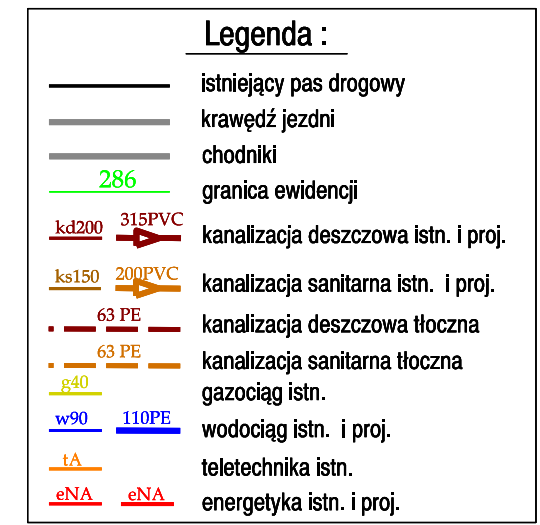 Legenda :
istniejący pas drogowy
krawędź jezdni
chodniki
286 granica ewidencji
kd200 315PVC kanalizacja deszczowa istn. i proj.
ks150 200PVC kanalizacja sanitarna istn. i proj.
63 PE kanalizacja deszczowa tłoczna
63 PE kanalizacja sanitarna tłoczna
g40 gazociąg istn.
w90 110PE wodociąg istn. i proj.
tA teletechnika istn.
eNA eNA energetyka istn. i proj.